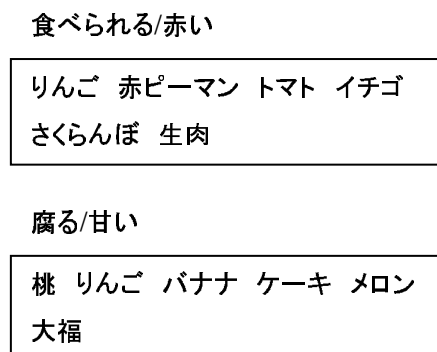 食べられる/赤い
りんご 赤ピーマン トマト イチゴ
さくらんぼ 生肉
腐る/甘い
桃 りんご バナナ ケーキ メロン
大福